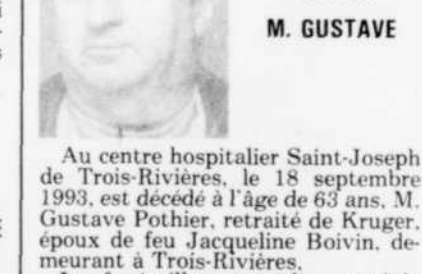 M. GUSTAVE
Au centre hospitalier Saint-Joseph
de Trois-Rivières, le 18 septembre
1993, est décédé à l'âge de 63 ans, M.
Gustave Pothier, retraité de Kruger,
époux de feu Jacqueline Boivin, de-
meurant à Trois-Rivières.